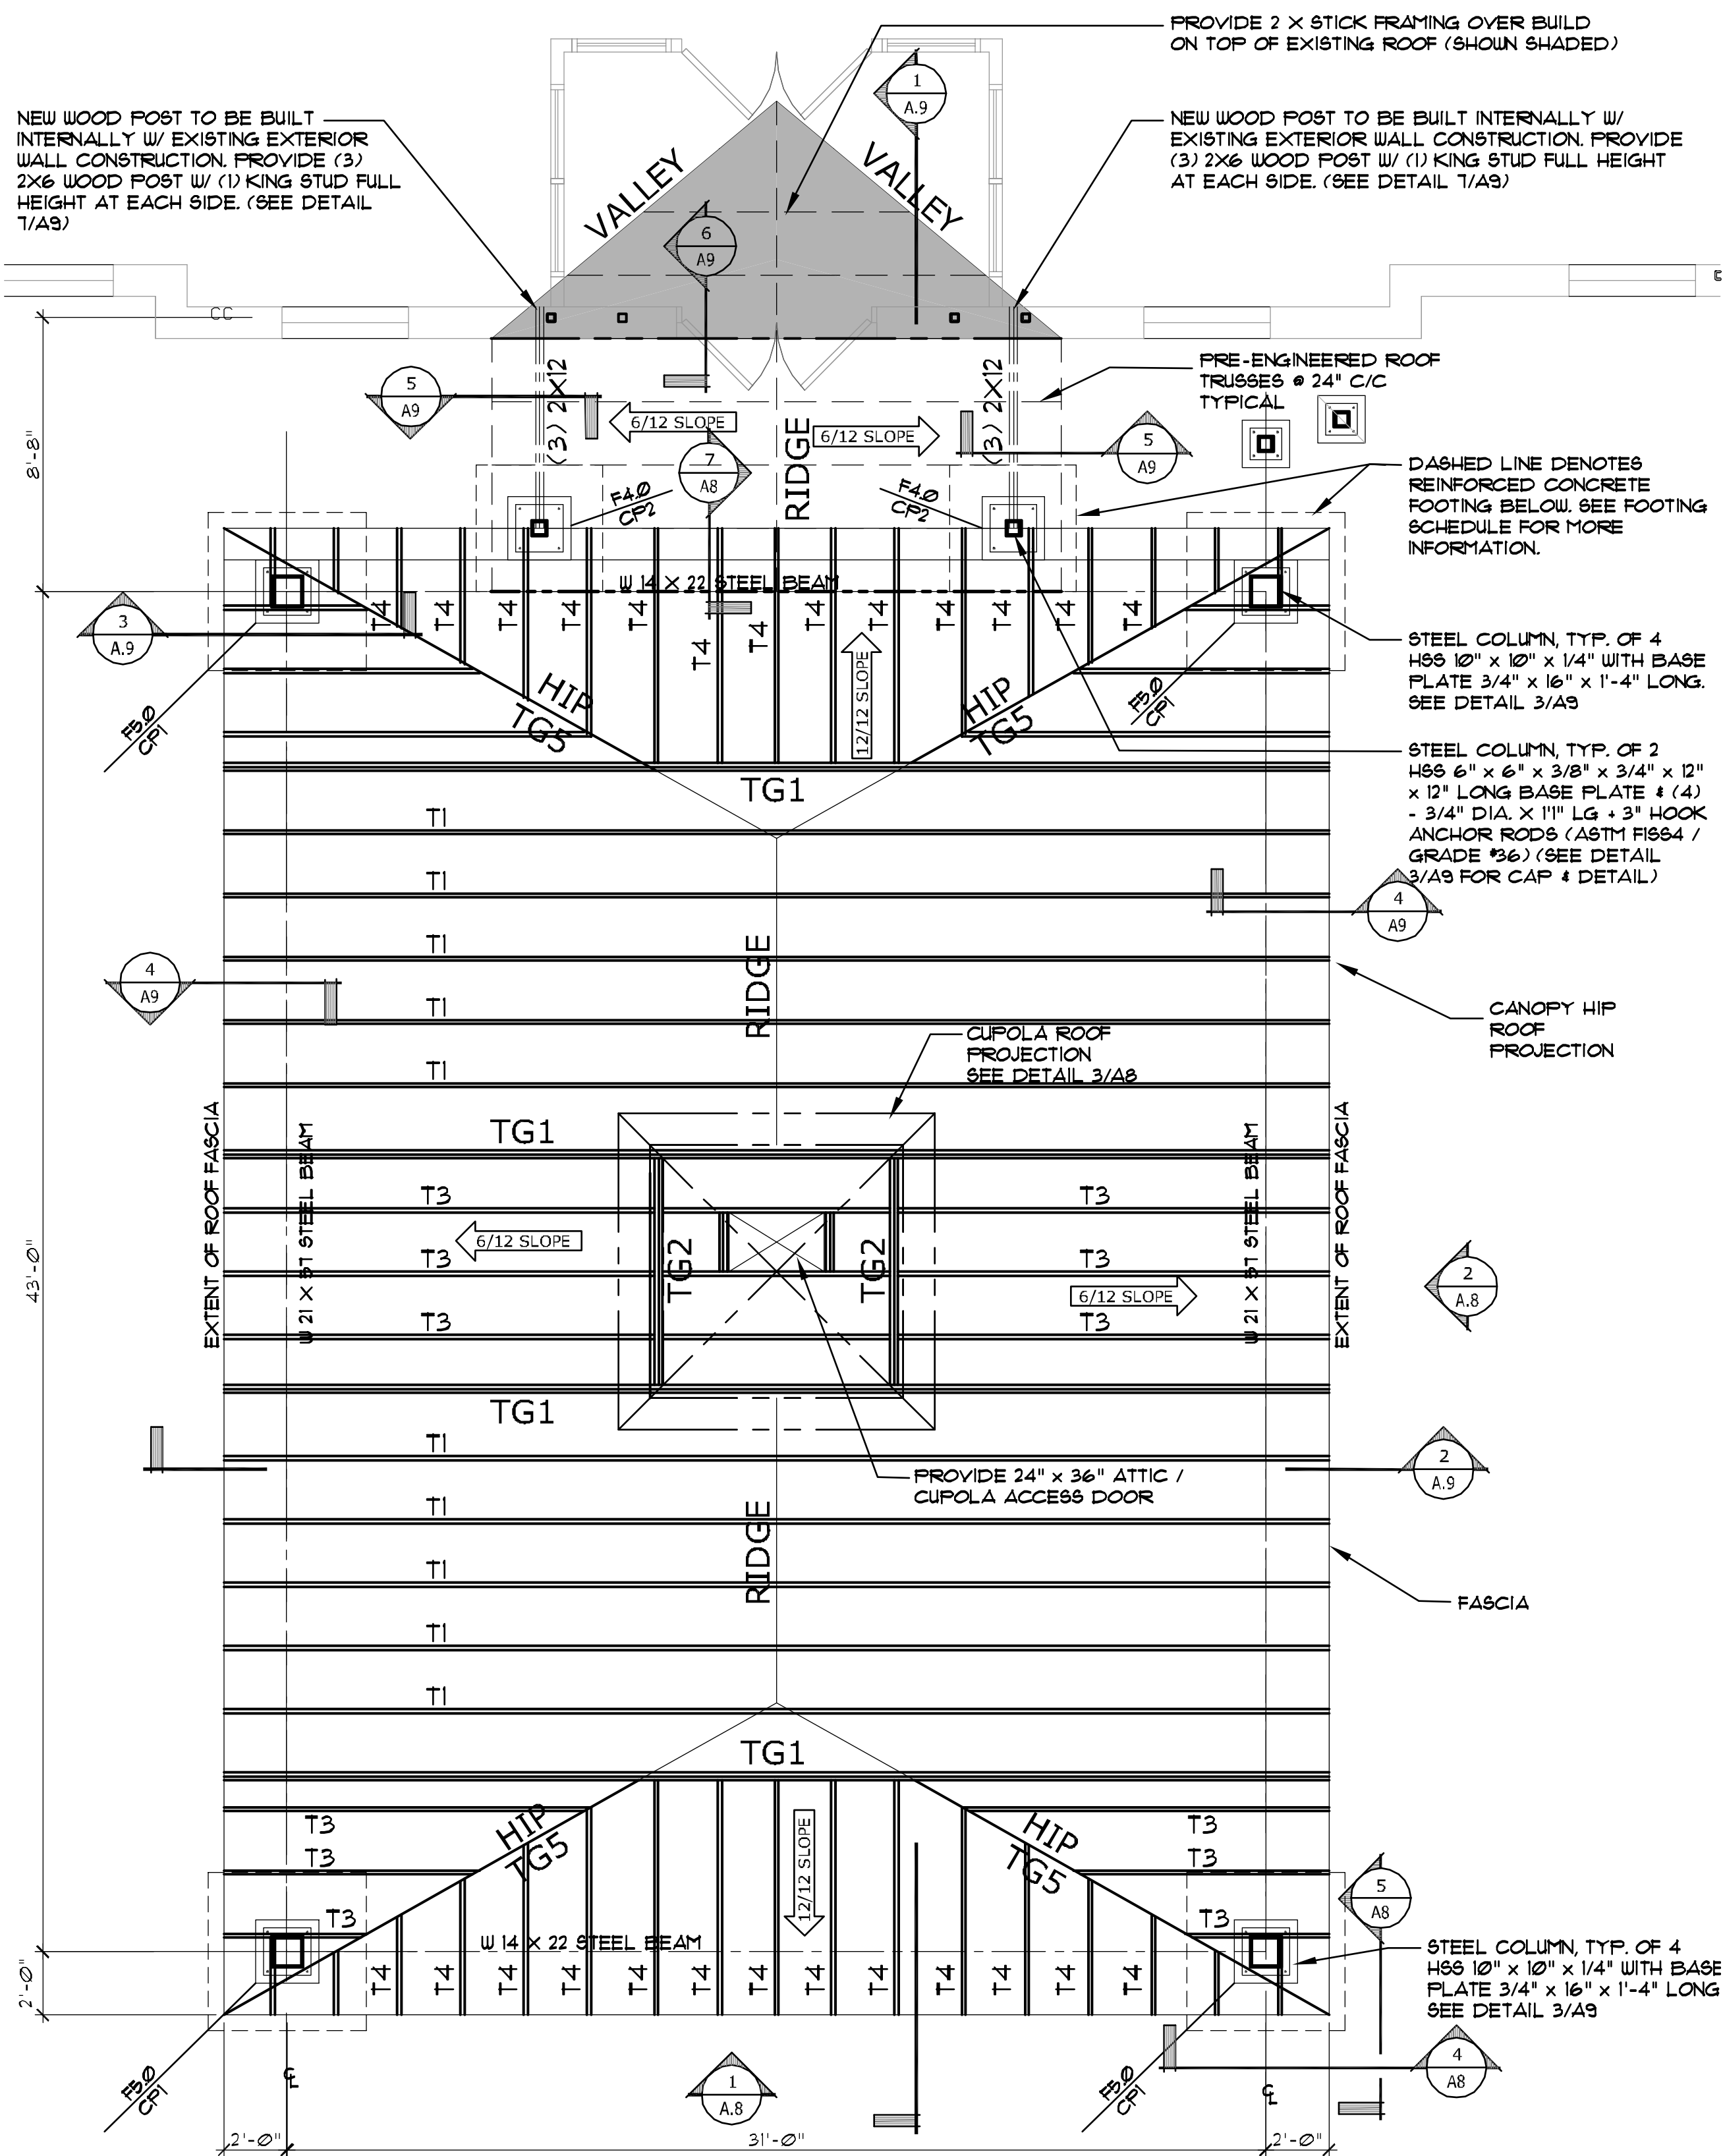 PROVIDE 2 X STICK FRAMING OVER BUILD
ON TOP OF EXISTING ROOF (SHOWN SHADED)
1
A.9
NEW WOOD POST TO BE BUILT
INTERNALLY W/ EXISTING EXTERIOR
WALL CONSTRUCTION. PROVIDE (3)
2X6 WOOD POST W/ (1) KING STUD FULL
HEIGHT AT EACH SIDE. (SEE DETAIL
7/A9)
NEW WOOD POST TO BE BUILT INTERNALLY W/
EXISTING EXTERIOR WALL CONSTRUCTION. PROVIDE
(3) 2X6 WOOD POST W/ (1) KING STUD FULL HEIGHT
AT EACH SIDE. (SEE DETAIL 7/A9)
VALLEY
VALLEY
6
A9
CC
8'-8"
PRE-ENGINEERED ROOF
TRUSSES @ 24" C/C
TYPICAL
5
A9
(3) 2X12
6/12 SLOPE
RIDGE
6/12 SLOPE
(3) 2X12
5
A9
7
A8
F4.0
CP2
F4.0
CP2
DASHED LINE DENOTES
REINFORCED CONCRETE
FOOTING BELOW. SEE FOOTING
SCHEDULE FOR MORE
INFORMATION.
W 14 X 22 STEEL BEAM
T4
T4
T4
T4
T4
T4
T4
T4
T4
T4
T4
T4
T4
3
A.9
12/12 SLOPE
STEEL COLUMN, TYP. OF 4
HSS 10" x 10" x 1/4" WITH BASE
PLATE 3/4" x 16" x 1'-4" LONG.
SEE DETAIL 3/A9
F5.0
CP1
HIP
TG5
HIP
TG5
F5.0
CP1
STEEL COLUMN, TYP. OF 2
HSS 6" x 6" x 3/8" x 3/4" x 12"
x 12" LONG BASE PLATE & (4)
- 3/4" DIA. X 1'1" LG + 3" HOOK
ANCHOR RODS (ASTM F1554 /
GRADE #36) (SEE DETAIL
3/A9 FOR CAP & DETAIL)
TG1
T1
T1
4
A9
T1
RIDGE
4
A9
T1
CANOPY HIP
ROOF
PROJECTION
CUPOLA ROOF
PROJECTION
SEE DETAIL 3/A8
T1
TG1
EXTENT OF ROOF FASCIA
W 21 X 57 STEEL BEAM
W 21 X 57 STEEL BEAM
EXTENT OF ROOF FASCIA
T3
T3
6/12 SLOPE
43'-0"
TG2
TG2
T3
T3
6/12 SLOPE
2
A.8
T3
T3
TG1
T1
2
A.9
PROVIDE 24" x 36" ATTIC /
CUPOLA ACCESS DOOR
T1
RIDGE
T1
FASCIA
T1
T1
TG1
T3
HIP
TG5
12/12 SLOPE
HIP
TG5
T3
T3
T3
5
A8
T3
T3
W 14 X 22 STEEL BEAM
STEEL COLUMN, TYP. OF 4
HSS 10" x 10" x 1/4" WITH BASE
PLATE 3/4" x 16" x 1'-4" LONG
SEE DETAIL 3/A9
2'-0"
T4
T4
T4
T4
T4
T4
T4
T4
T4
T4
T4
T4
T4
F5.0
CP1
CL
1
A.8
F5.0
CP1
CL
4
A8
2'-0"
31'-0"
2'-0"